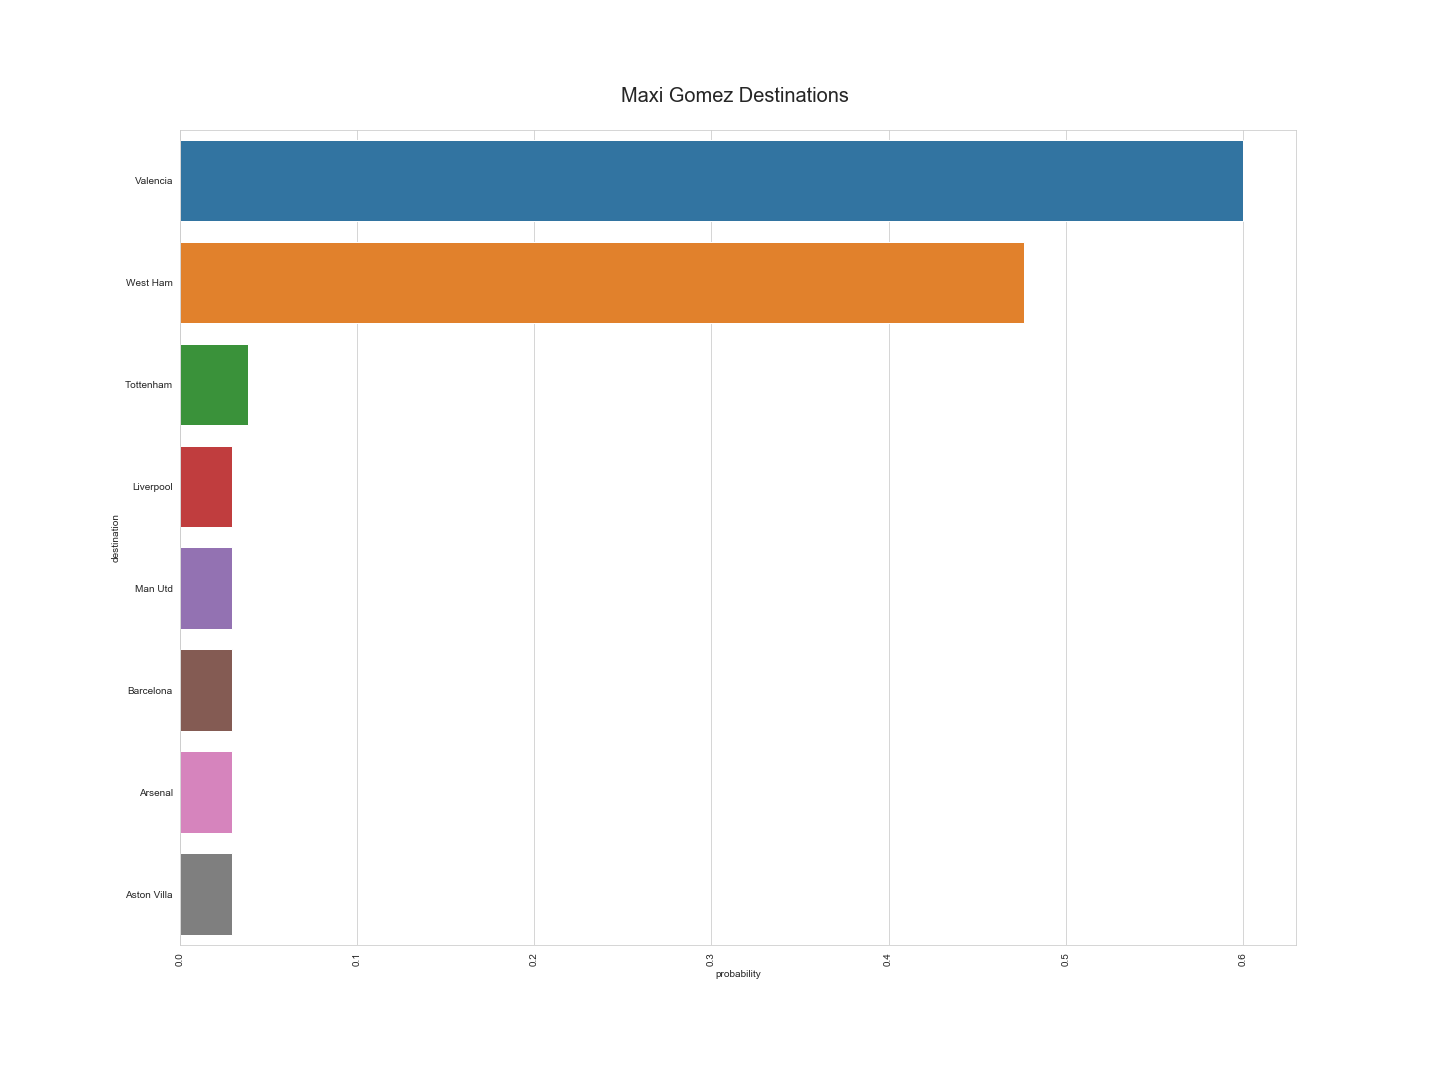 Maxi Gomez Destinations
Valencia
West Ham
Tottenham
Liverpool
destination
Man Utd
Barcelona
Arsenal
Aston Villa
0.0
0.1
0.2
0.3
0.4
0.5
0.6
probability